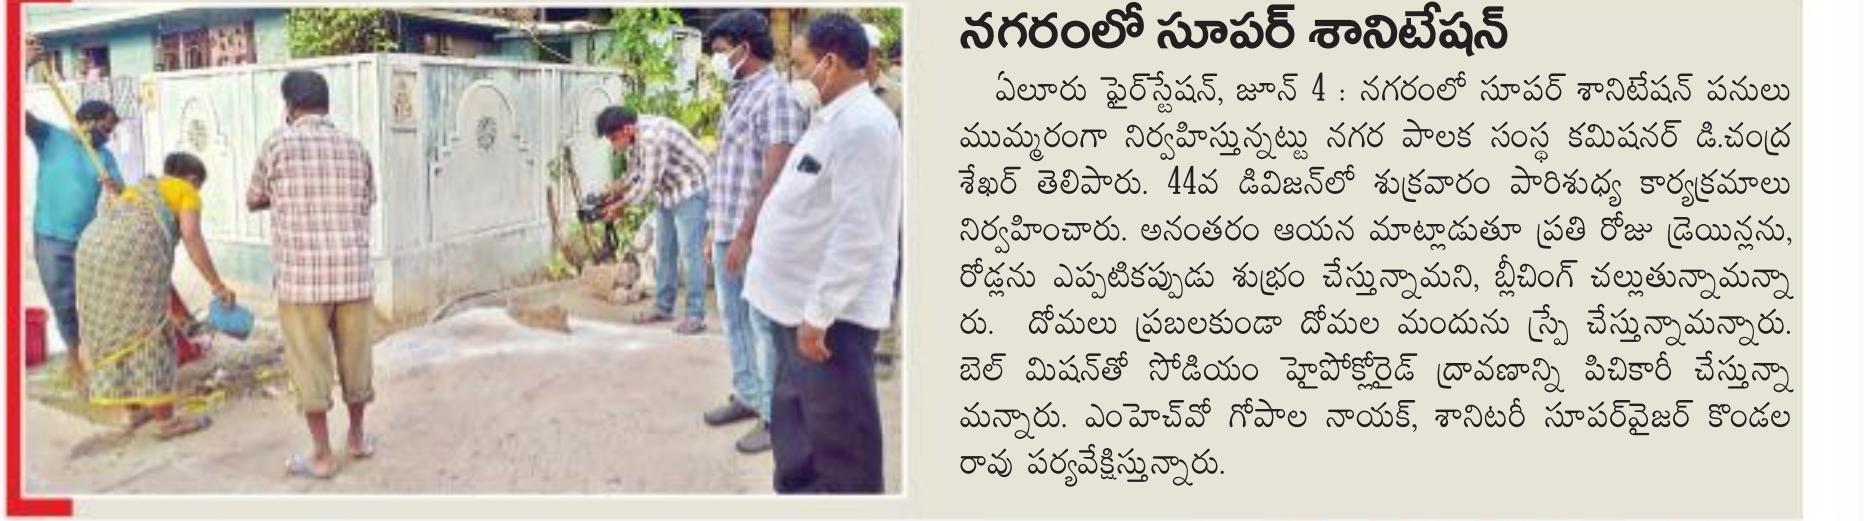 నగరంలో సూపర్ శానిటేషన్
ఏలూరు ఫైర్‌స్టేషన్, జూన్ 4 : నగరంలో సూపర్ శానిటేషన్ పనులు
ముమ్మరంగా నిర్వహిస్తున్నట్టు నగర పాలక సంస్థ కమిషనర్ డి.చంద్ర
శేఖర్ తెలిపారు. 44వ డివిజన్‌లో శుక్రవారం పారిశుధ్య కార్యక్రమాలు
నిర్వహించారు. అనంతరం ఆయన మాట్లాడుతూ ప్రతి రోజు డ్రెయిన్లను,
రోడ్లను ఎప్పటికప్పుడు శుభ్రం చేస్తున్నామని, బ్లీచింగ్ చల్లుతున్నామన్నా
రు. దోమలు ప్రబలకుండా దోమల మందును స్ప్రే చేస్తున్నామన్నారు.
బెల్ మిషన్‌తో సోడియం హైపోక్లోరైడ్ ద్రావణాన్ని పిచికారీ చేస్తున్నా
మన్నారు. ఎంహెచ్‌వో గోపాల నాయక్, శానిటరీ సూపర్‌వైజర్ కొండల
రావు పర్యవేక్షిస్తున్నారు.